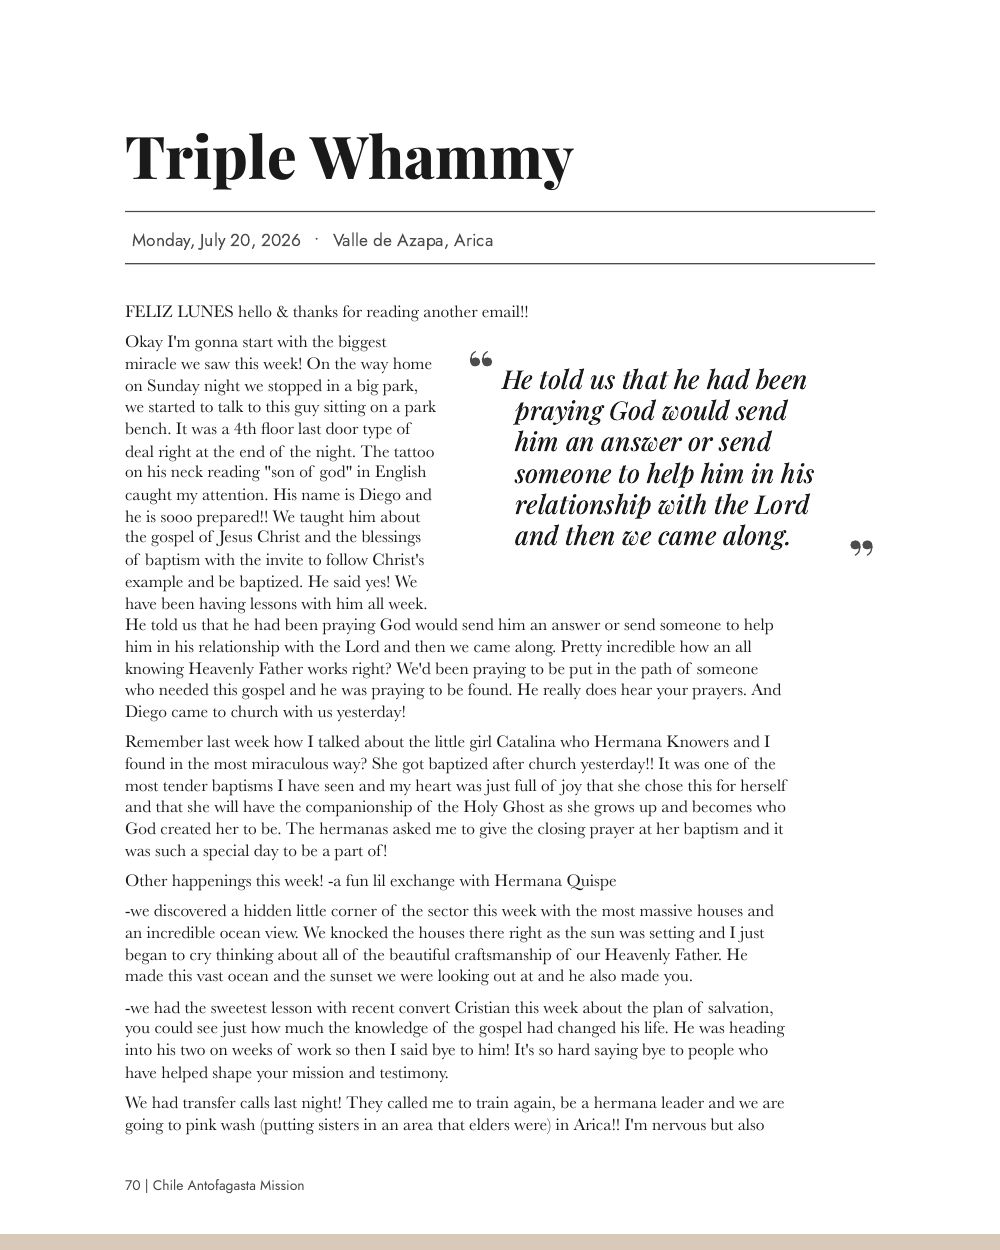 Triple Whammy
Monday, July 20, 2026 · Valle de Azapa, Arica
FELIZ LUNES hello & thanks for reading another email!!
Okay I'm gonna start with the biggest
miracle we saw this week! On the way home
on Sunday night we stopped in a big park,
we started to talk to this guy sitting on a park
bench. It was a 4th floor last door type of
deal right at the end of the night. The tattoo
on his neck reading "son of god" in English
caught my attention. His name is Diego and
he is sooo prepared!! We taught him about
the gospel of Jesus Christ and the blessings
of baptism with the invite to follow Christ's
example and be baptized. He said yes! We
have been having lessons with him all week.
“He told us that he had been
praying God would send
him an answer or send
someone to help him in his
relationship with the Lord
and then we came along.”
He told us that he had been praying God would send him an answer or send someone to help
him in his relationship with the Lord and then we came along. Pretty incredible how an all
knowing Heavenly Father works right? We'd been praying to be put in the path of someone
who needed this gospel and he was praying to be found. He really does hear your prayers. And
Diego came to church with us yesterday!
Remember last week how I talked about the little girl Catalina who Hermana Knowers and I
found in the most miraculous way? She got baptized after church yesterday!! It was one of the
most tender baptisms I have seen and my heart was just full of joy that she chose this for herself
and that she will have the companionship of the Holy Ghost as she grows up and becomes who
God created her to be. The hermanas asked me to give the closing prayer at her baptism and it
was such a special day to be a part of!
Other happenings this week! -a fun lil exchange with Hermana Quispe
-we discovered a hidden little corner of the sector this week with the most massive houses and
an incredible ocean view. We knocked the houses there right as the sun was setting and I just
began to cry thinking about all of the beautiful craftsmanship of our Heavenly Father. He
made this vast ocean and the sunset we were looking out at and he also made you.
-we had the sweetest lesson with recent convert Cristian this week about the plan of salvation,
you could see just how much the knowledge of the gospel had changed his life. He was heading
into his two on weeks of work so then I said bye to him! It's so hard saying bye to people who
have helped shape your mission and testimony.
We had transfer calls last night! They called me to train again, be a hermana leader and we are
going to pink wash (putting sisters in an area that elders were) in Arica!! I'm nervous but also
70 | Chile Antofagasta Mission